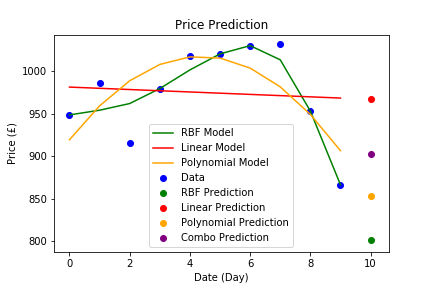 Price Prediction
Price (£)
1000
950
900
850
800
RBF Model
Linear Model
Polynomial Model
Data
RBF Prediction
Linear Prediction
Polynomial Prediction
Combo Prediction
0 2 4 6 8 10
Date (Day)